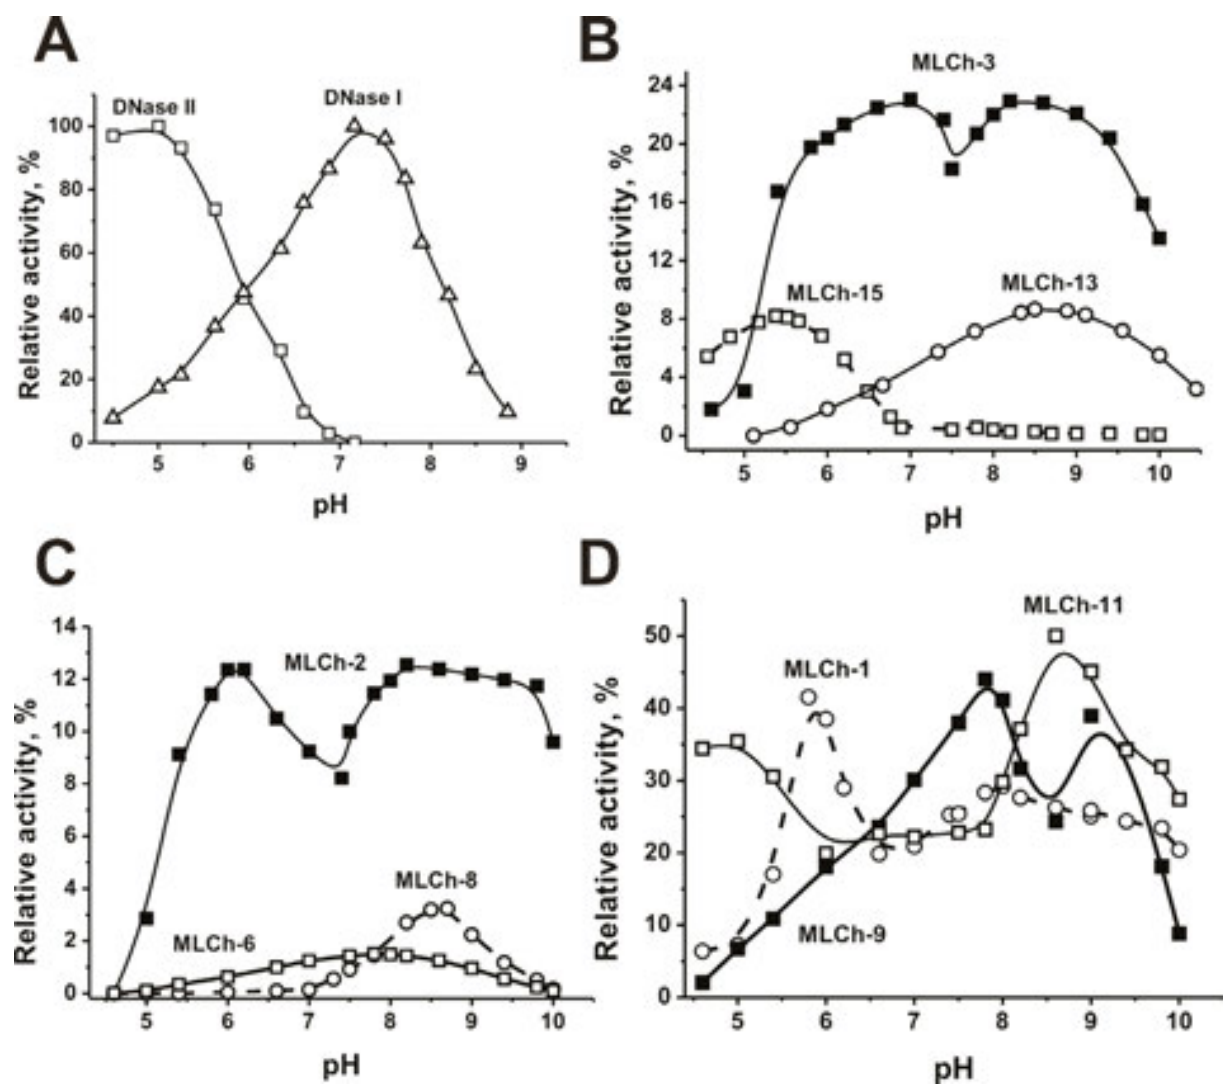 A
B
DNase II
DNase I
100
80
60
40
20
0
Relative activity, %
5 6 7 8 9
pH
MLCh-3
MLCh-15
MLCh-13
24
20
16
12
8
4
0
Relative activity, %
5 6 7 8 9 10
pH
C
D
14
12
10
8
6
4
2
0
Relative activity, %
MLCh-2
MLCh-8
MLCh-6
5 6 7 8 9 10
pH
MLCh-11
MLCh-1
MLCh-9
50
40
30
20
10
0
Relative activity, %
5 6 7 8 9 10
pH